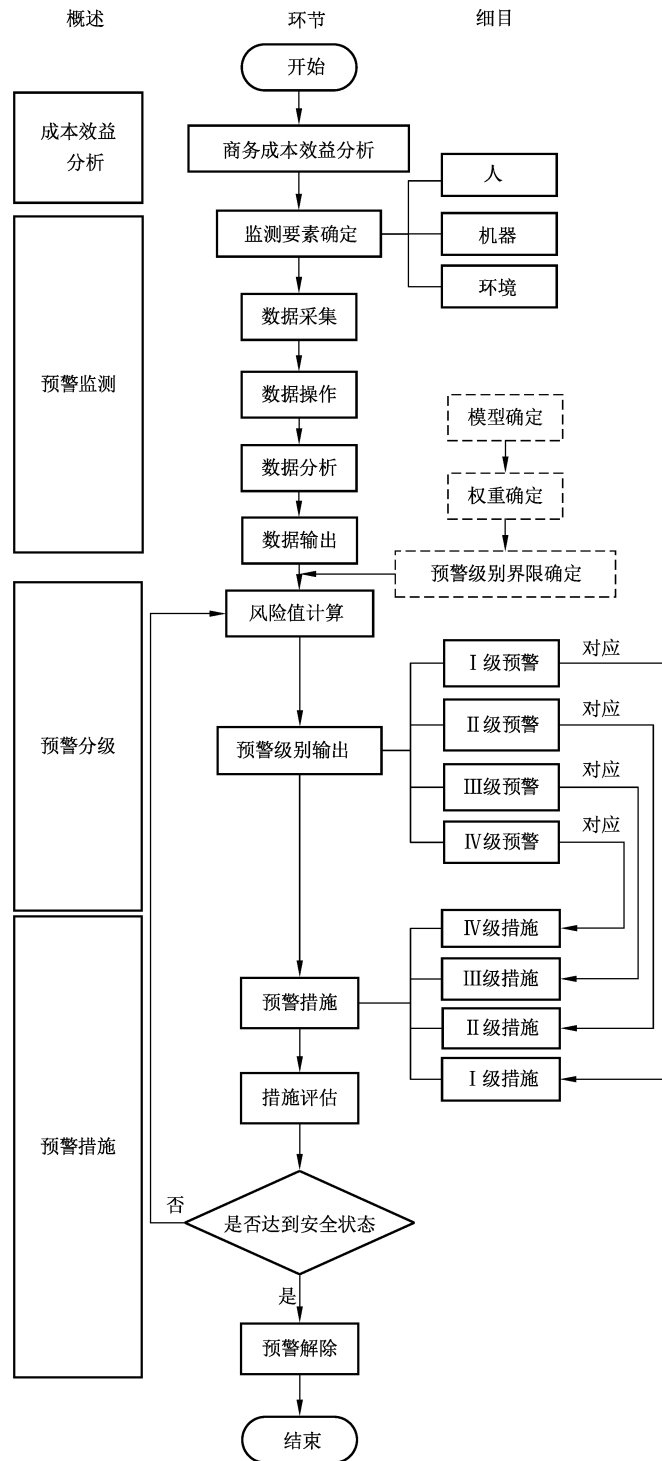 概述
环节
细目
开始
成本效益
分析
商务成本效益分析
人
监测要素确定
机器
环境
数据采集
预警监测
数据操作
模型确定
数据分析
权重确定
数据输出
预警级别界限确定
风险值计算
Ⅰ级预警
对应
Ⅱ级预警
对应
预警分级
预警级别输出
Ⅲ级预警
对应
Ⅳ级预警
对应
Ⅳ级措施
Ⅲ级措施
预警措施
Ⅱ级措施
Ⅰ级措施
措施评估
预警措施
否
是否达到安全状态
是
预警解除
结束